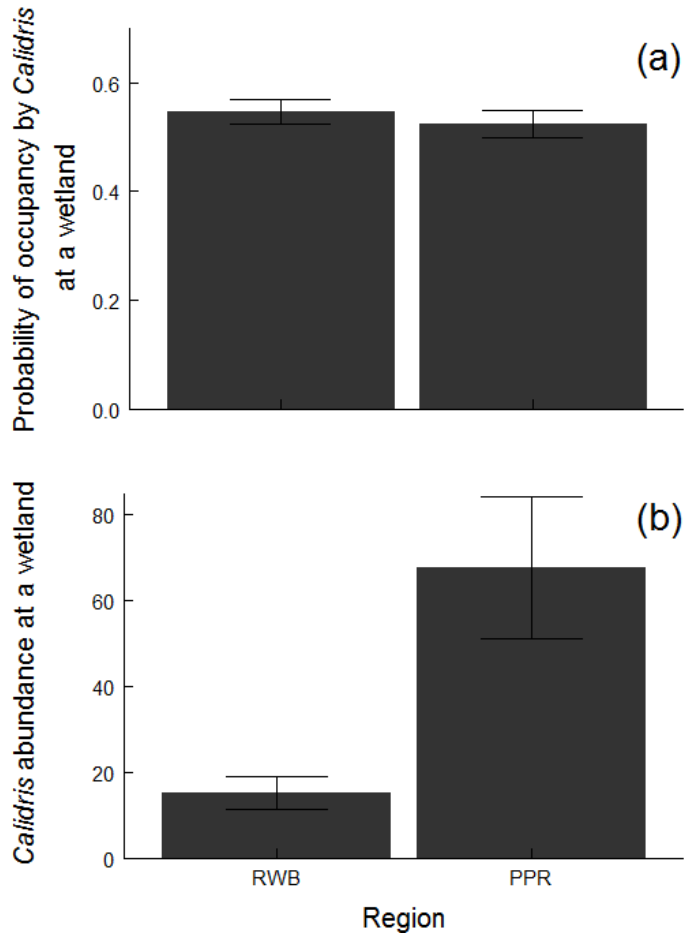 Probability of occupancy by Calidris
at a wetland
(a)
0.6
0.4
0.2
0.0
Calidris abundance at a wetland
(b)
80
60
40
20
0
RWB PPR
Region